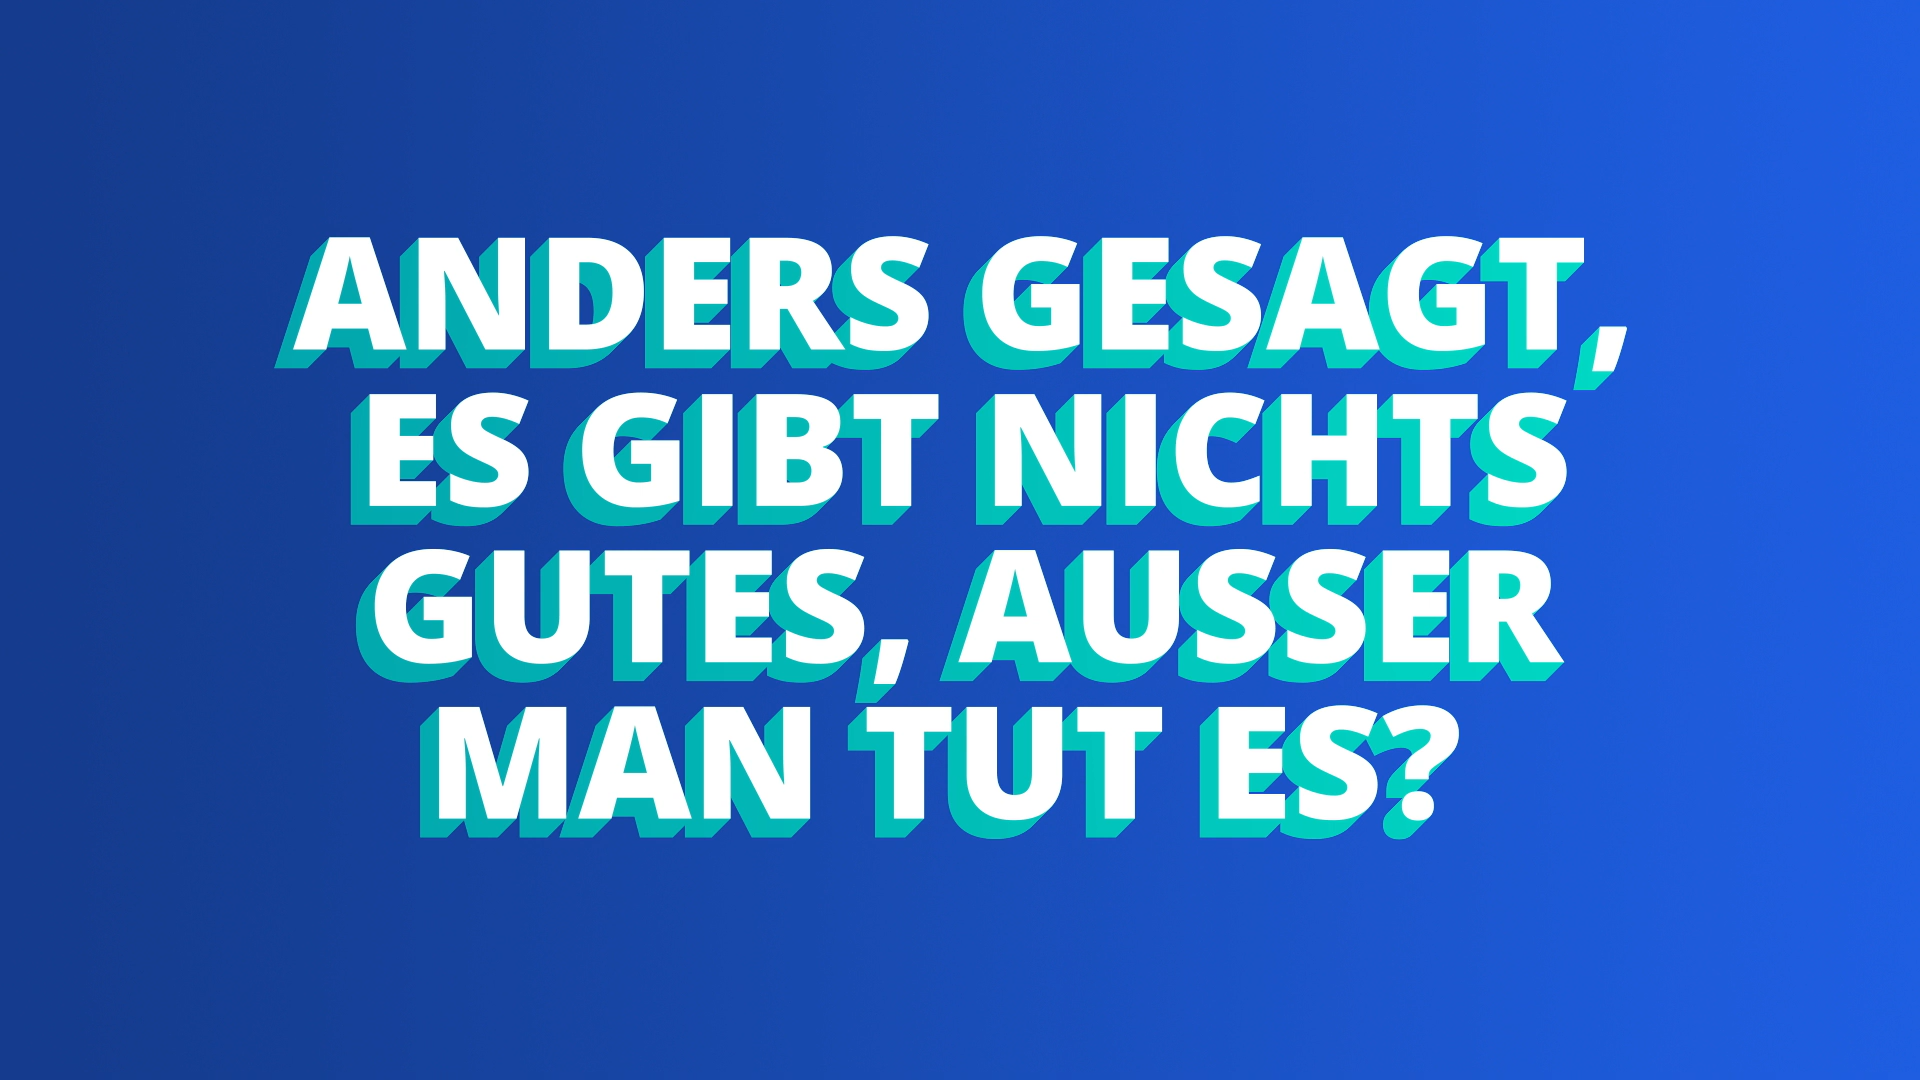 ANDERS GESAGT,
ES GIBT NICHTS
GUTES, AUSSER
MAN TUT ES?